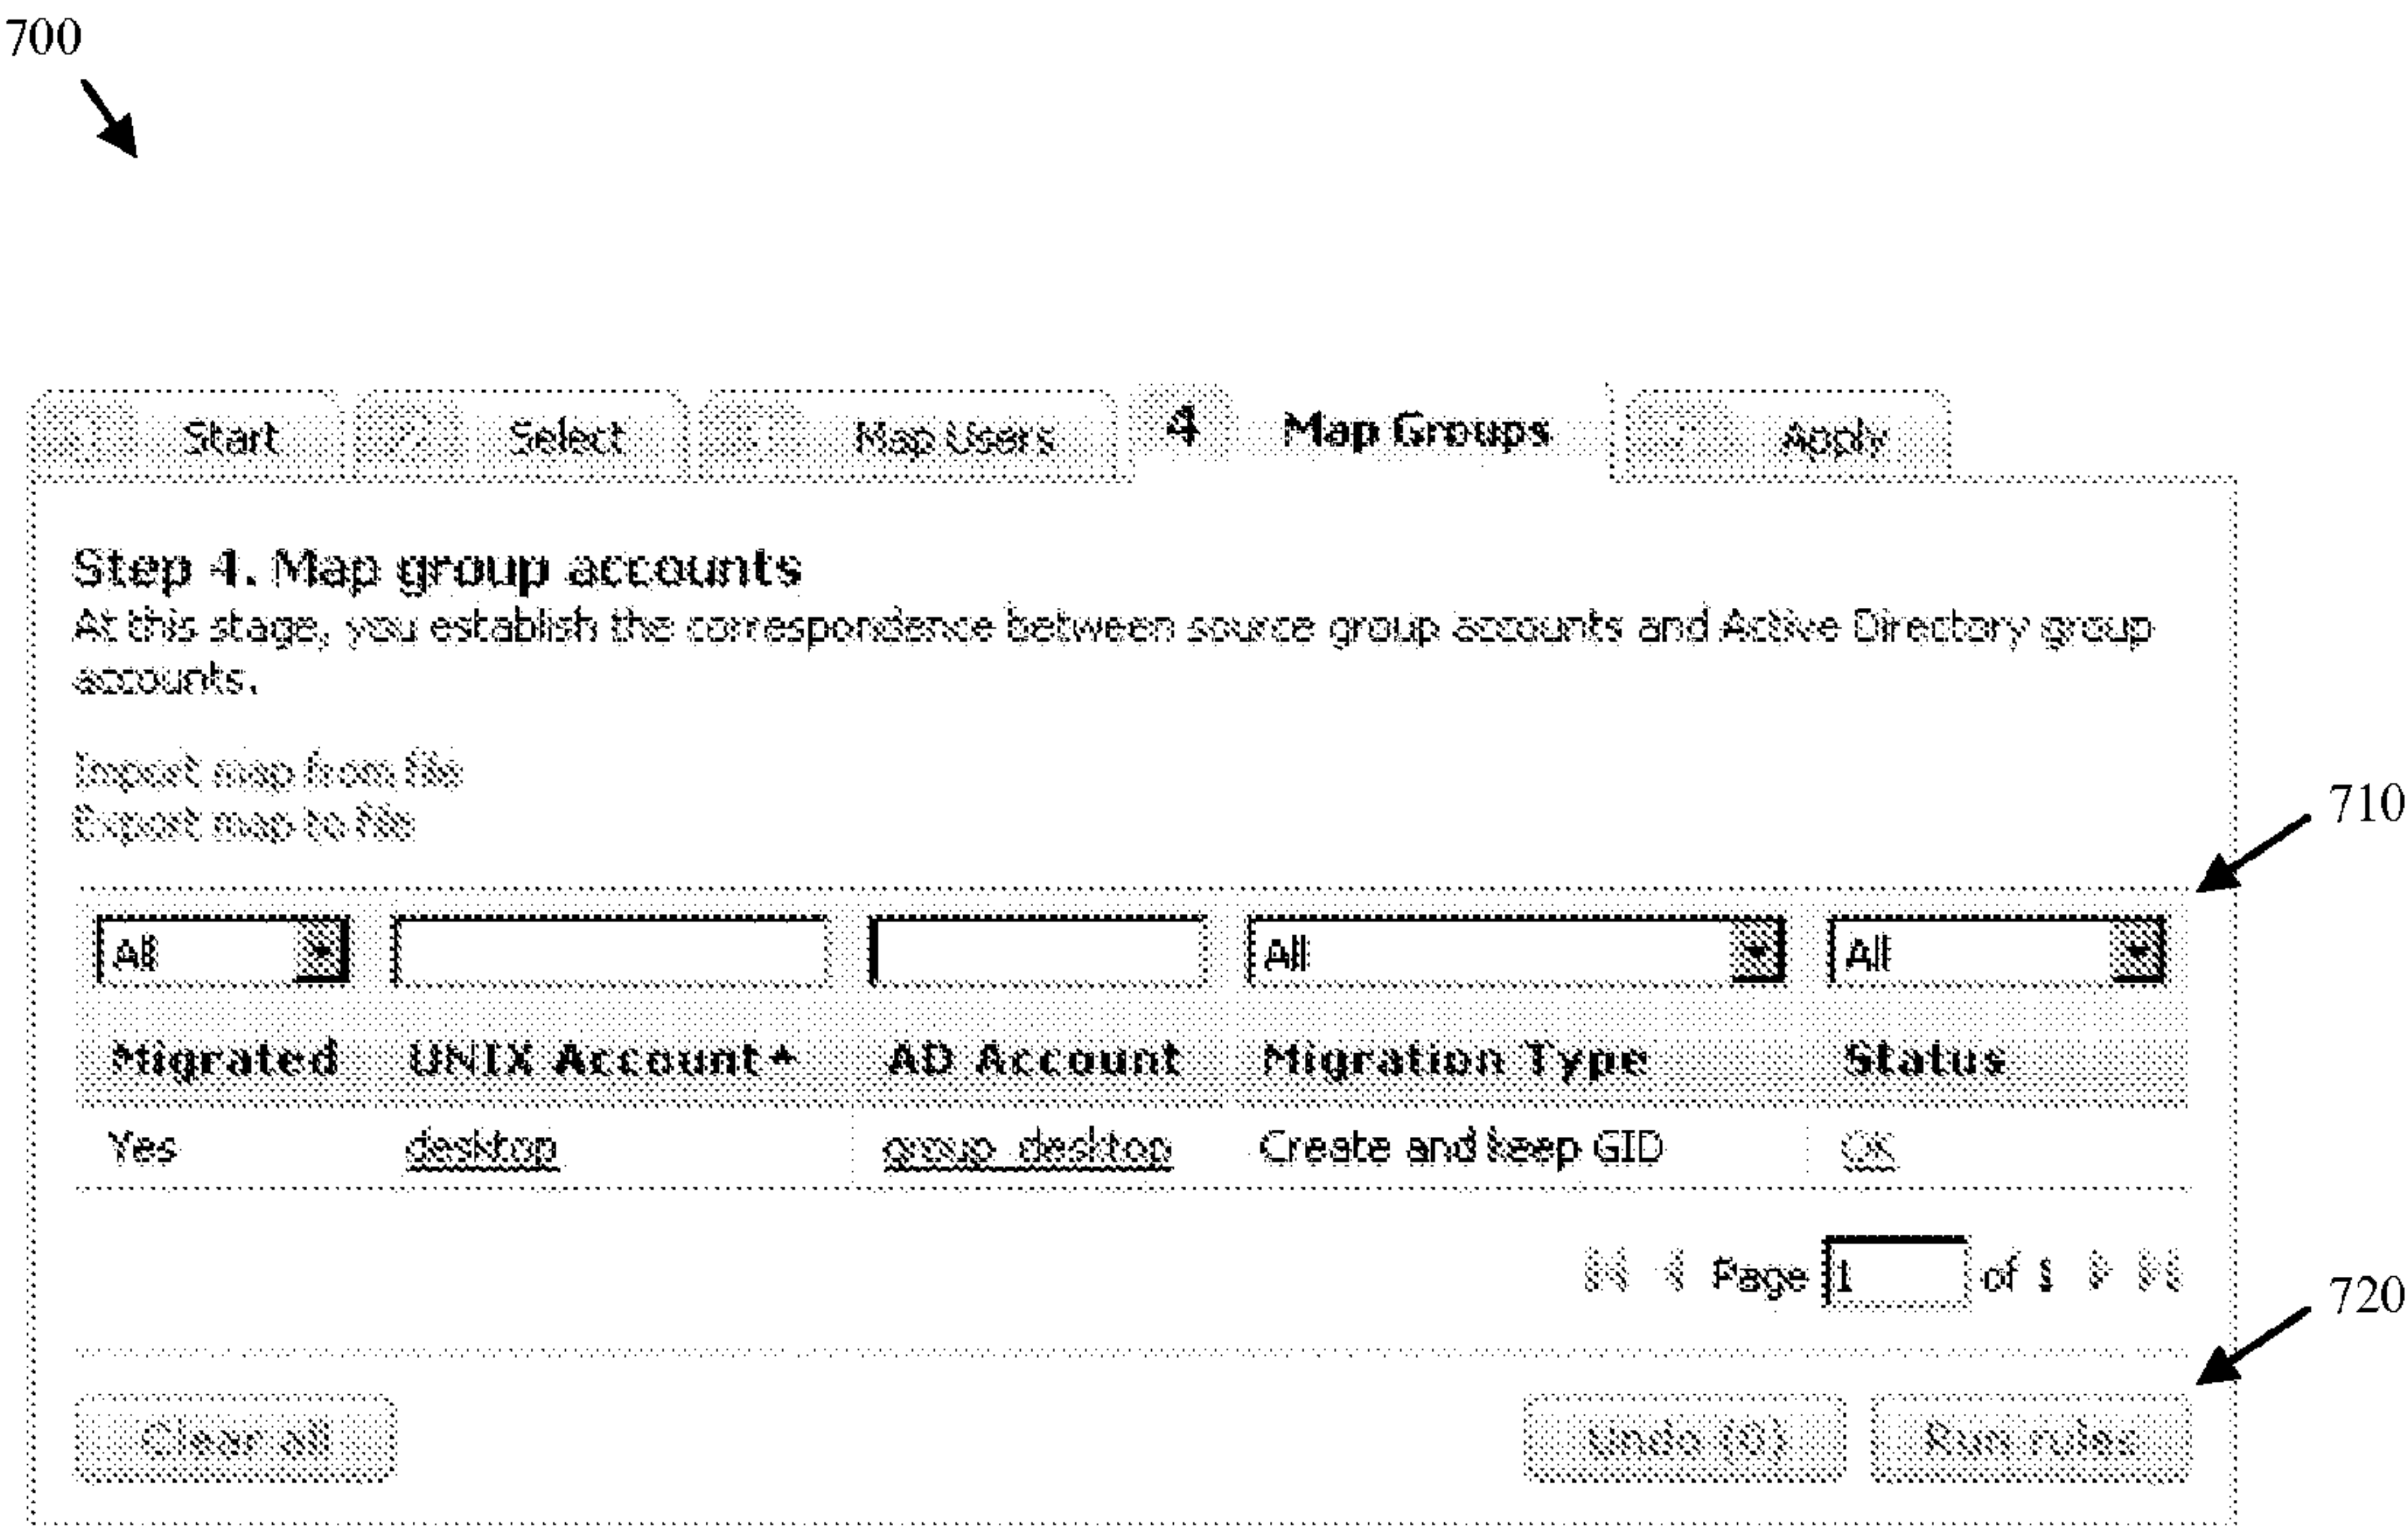 700
Start 2 Select Map Users 4 Map Groups Apply
Step 4. Map group accounts
At this stage, you establish the correspondence between source group accounts and Active Directory group
accounts.
Import map from file
Export map to file
710
All All All
Migrated UNIX Account AD Account Migration Type Status
Yes desktop group_desktop Create and keep GID OK
Page 1 of 1
720
Clear all Undo (0) Run rules